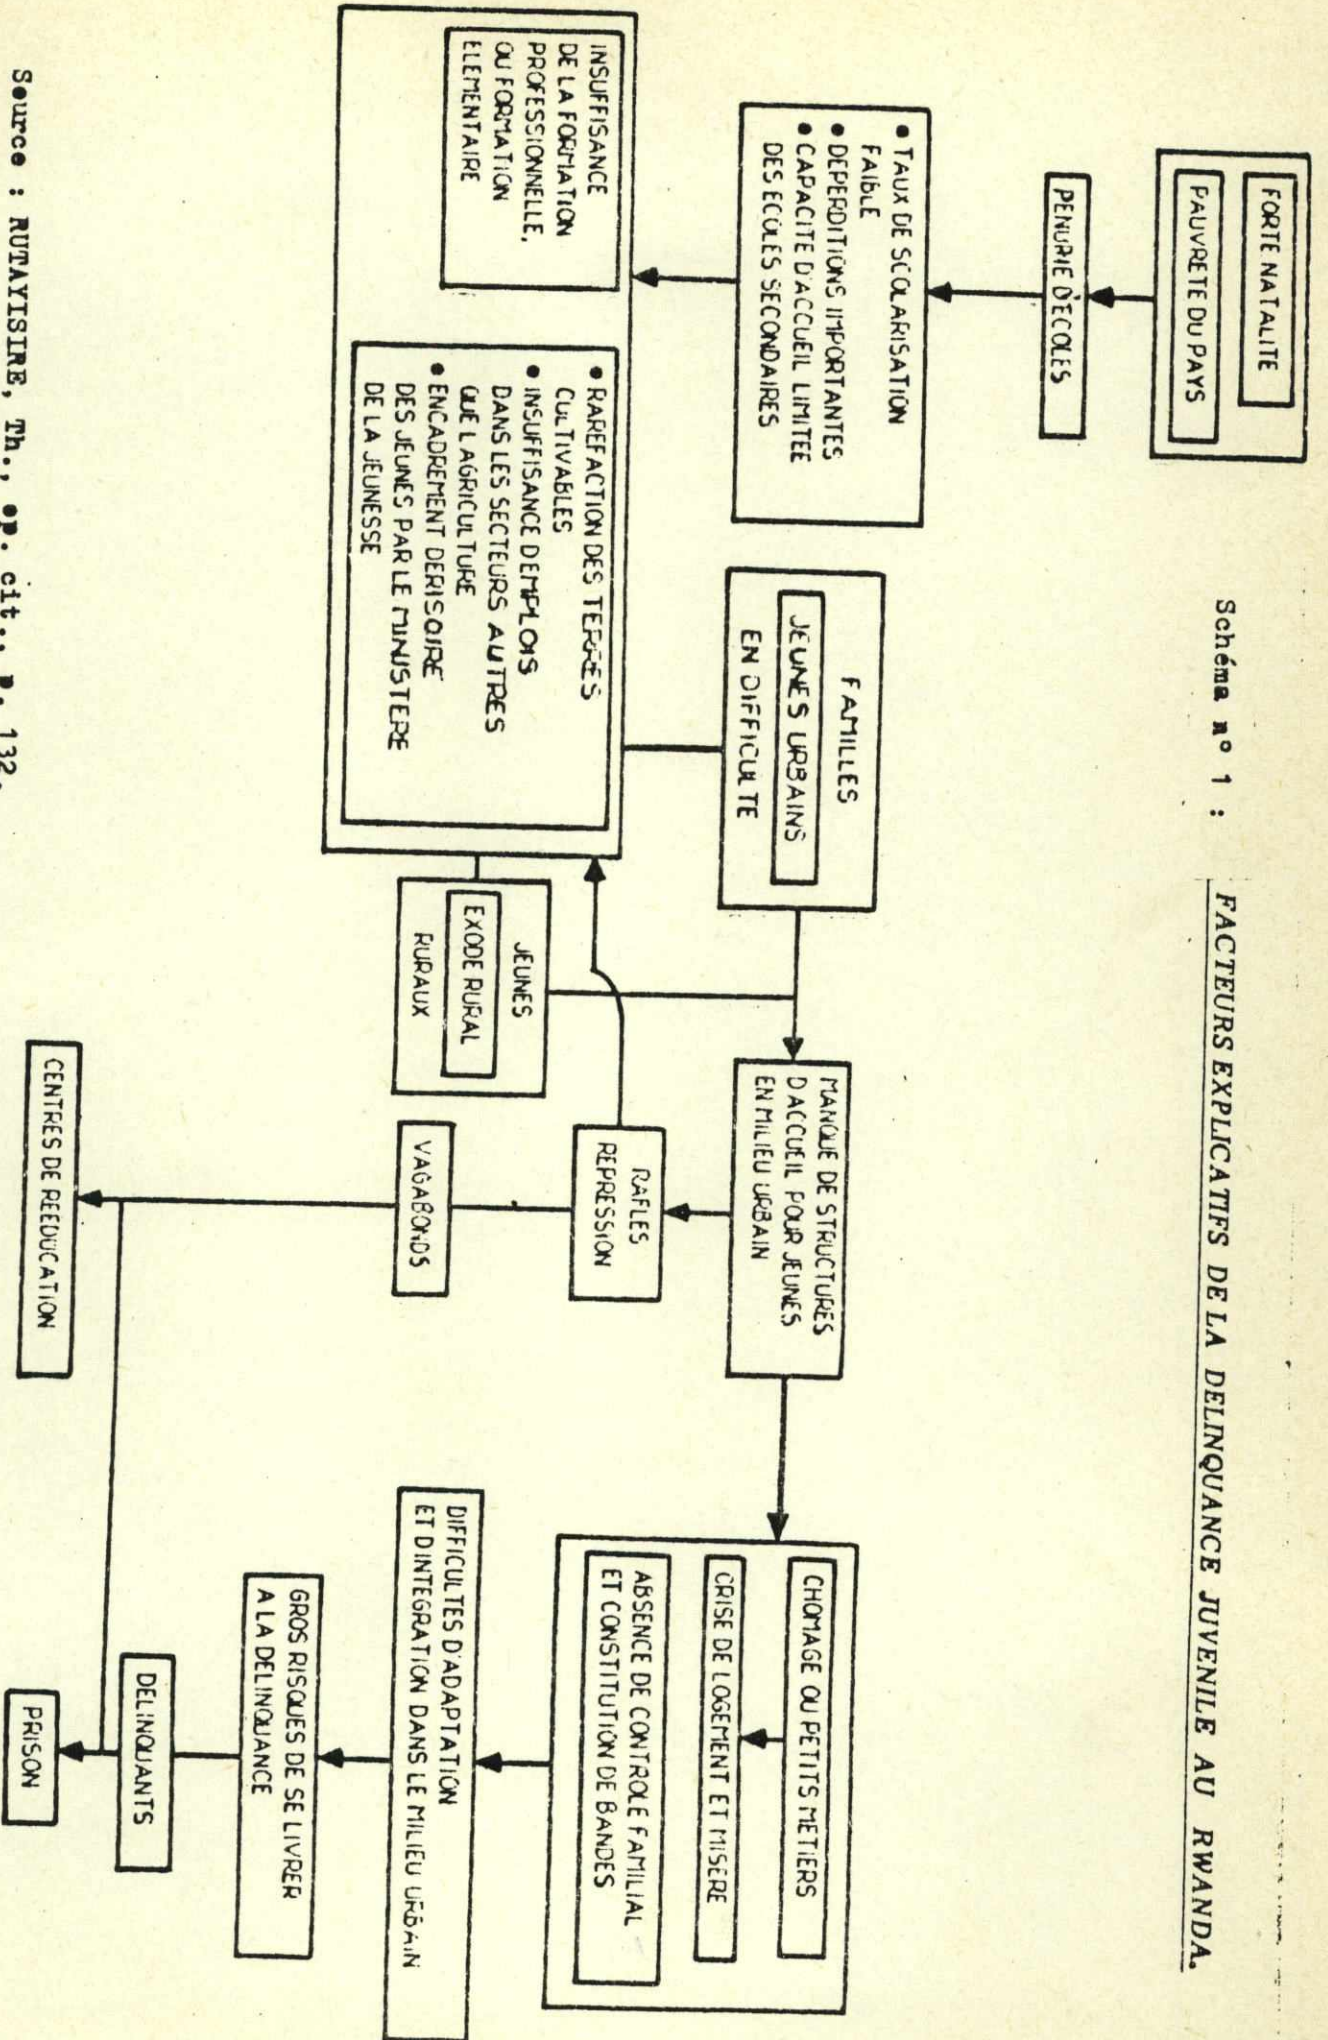 Schéma n° 1 :
FACTEURS EXPLICATIFS DE LA DELINQUANCE JUVENILE AU RWANDA.
FORTE NATALITE
PAUVRETE DU PAYS
PENURIE D'ECOLES
• TAUX DE SCOLARISATION
FAIBLE
• DEPERDITIONS IMPORTANTES
• CAPACITE D'ACCUEIL LIMITEE
DES ECOLES SECONDAIRES
FAMILLES
JEUNES URBAINS
EN DIFFICULTE
MANQUE DE STRUCTURES
D'ACCUEIL POUR JEUNES
EN MILIEU URBAIN
CHOMAGE OU PETITS METIERS
CRISE DE LOGEMENT ET MISERE
ABSENCE DE CONTROLE FAMILIAL
ET CONSTITUTION DE BANDES
INSUFFISANCE
DE LA FORMATION
PROFESSIONNELLE,
OU FORMATION
ELEMENTAIRE
• RAREFACTION DES TERRES
CULTIVABLES
• INSUFFISANCE D'EMPLOIS
DANS LES SECTEURS AUTRES
QUE L'AGRICULTURE
• ENCADREMENT DERISOIRE
DES JEUNES PAR LE MINISTERE
DE LA JEUNESSE
JEUNES
EXODE RURAL
RURAUX
RAFLES
REPRESSION
VAGABONDS
DIFFICULTES D'ADAPTATION
ET D'INTEGRATION DANS LE MILIEU URBAIN
GROS RISQUES DE SE LIVRER
A LA DELINQUANCE
DELINQUANTS
CENTRES DE REEDUCATION
PRISON
Source : RUTAYISIRE, Th., op. cit., p. 132.